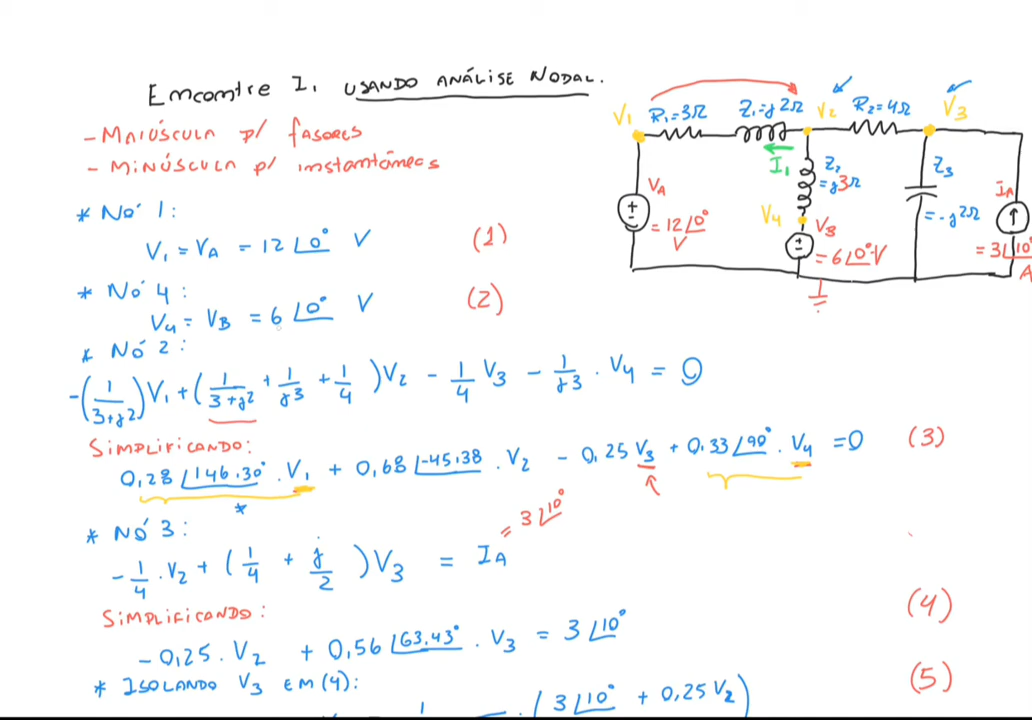 Encontre I₁ USANDO ANÁLISE NODAL.
- MAIÚSCULA p/ fasores
- MINÚSCULA p/ instantâneos
* Nó 1:
V₁ = VA = 12 ∠0° V (1)
* Nó 4:
V₄ = VB = 6 ∠0° V (2)
* NÓ 2:
-(1/(3+j2))V₁ + (1/(3+j2) + 1/j3 + 1/4)V₂ - 1/4 V₃ - 1/j3 . V₄ = 0
SIMPLIFICANDO:
0,28 ∠146.30° . V₁ + 0,68 ∠-45.38 . V₂ - 0,25 V₃ + 0,33 ∠90° . V₄ = 0 (3)
*
* NÓ 3:
= 3 ∠10°
-1/4 . V₂ + (1/4 + j/2)V₃ = IA
SIMPLIFICANDO:
-0,25 . V₂ + 0,56 ∠63.43° . V₃ = 3 ∠10° (4)
* ISOLANDO V₃ EM (4):
1 . (3 ∠10° + 0,25 V₂) (5)
V₁ R₁=3Ω Z₁=j2Ω V₂ R₂=4Ω V₃
I₁
Z₂
=j3Ω
Z₃
=-j2Ω
VA
=12∠0°
V
V₄
VB
=6∠0°V
IA
=3∠10°
A